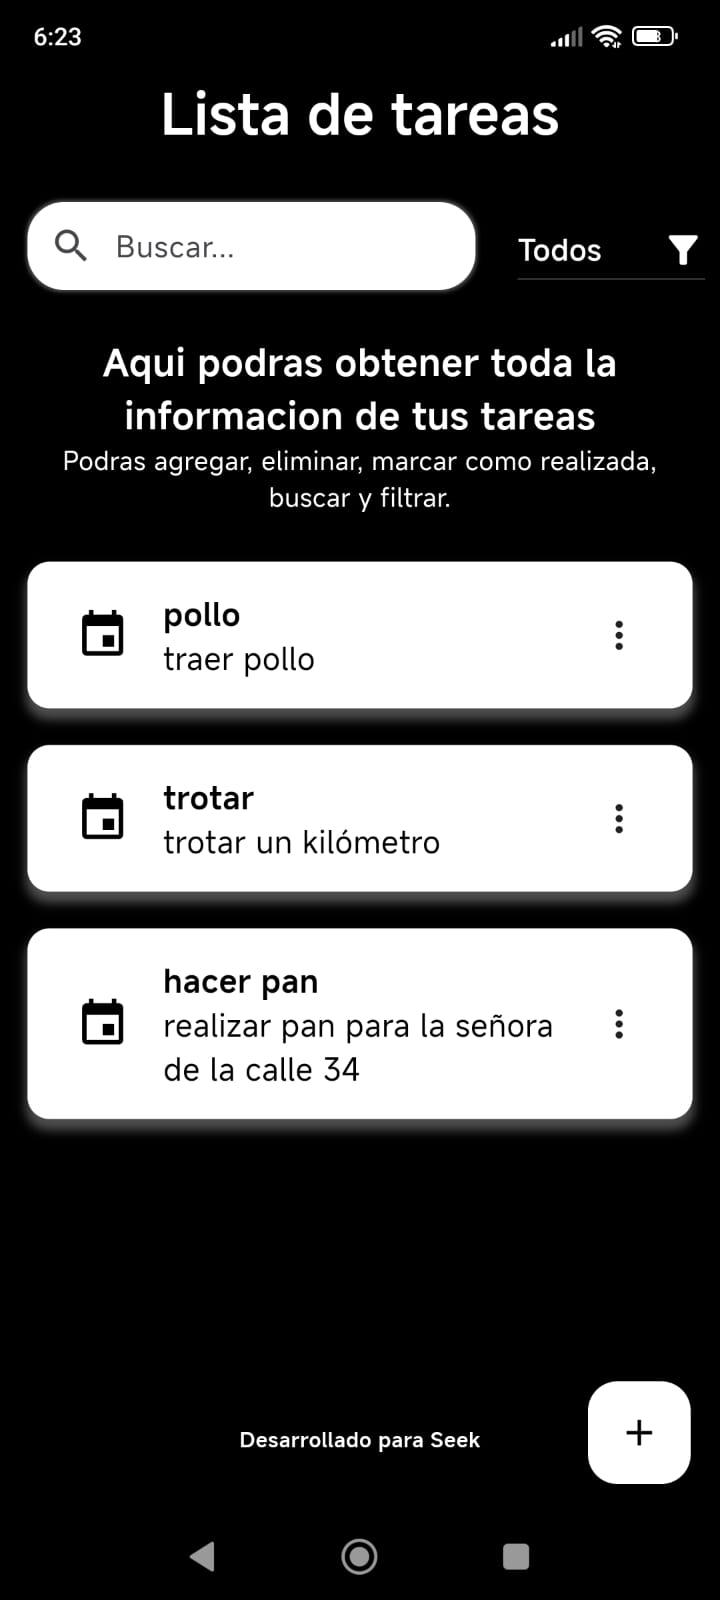 6:23
Lista de tareas
Buscar...
Todos
Aqui podras obtener toda la
informacion de tus tareas
Podras agregar, eliminar, marcar como realizada,
buscar y filtrar.
pollo
traer pollo
trotar
trotar un kilómetro
hacer pan
realizar pan para la señora
de la calle 34
Desarrollado para Seek